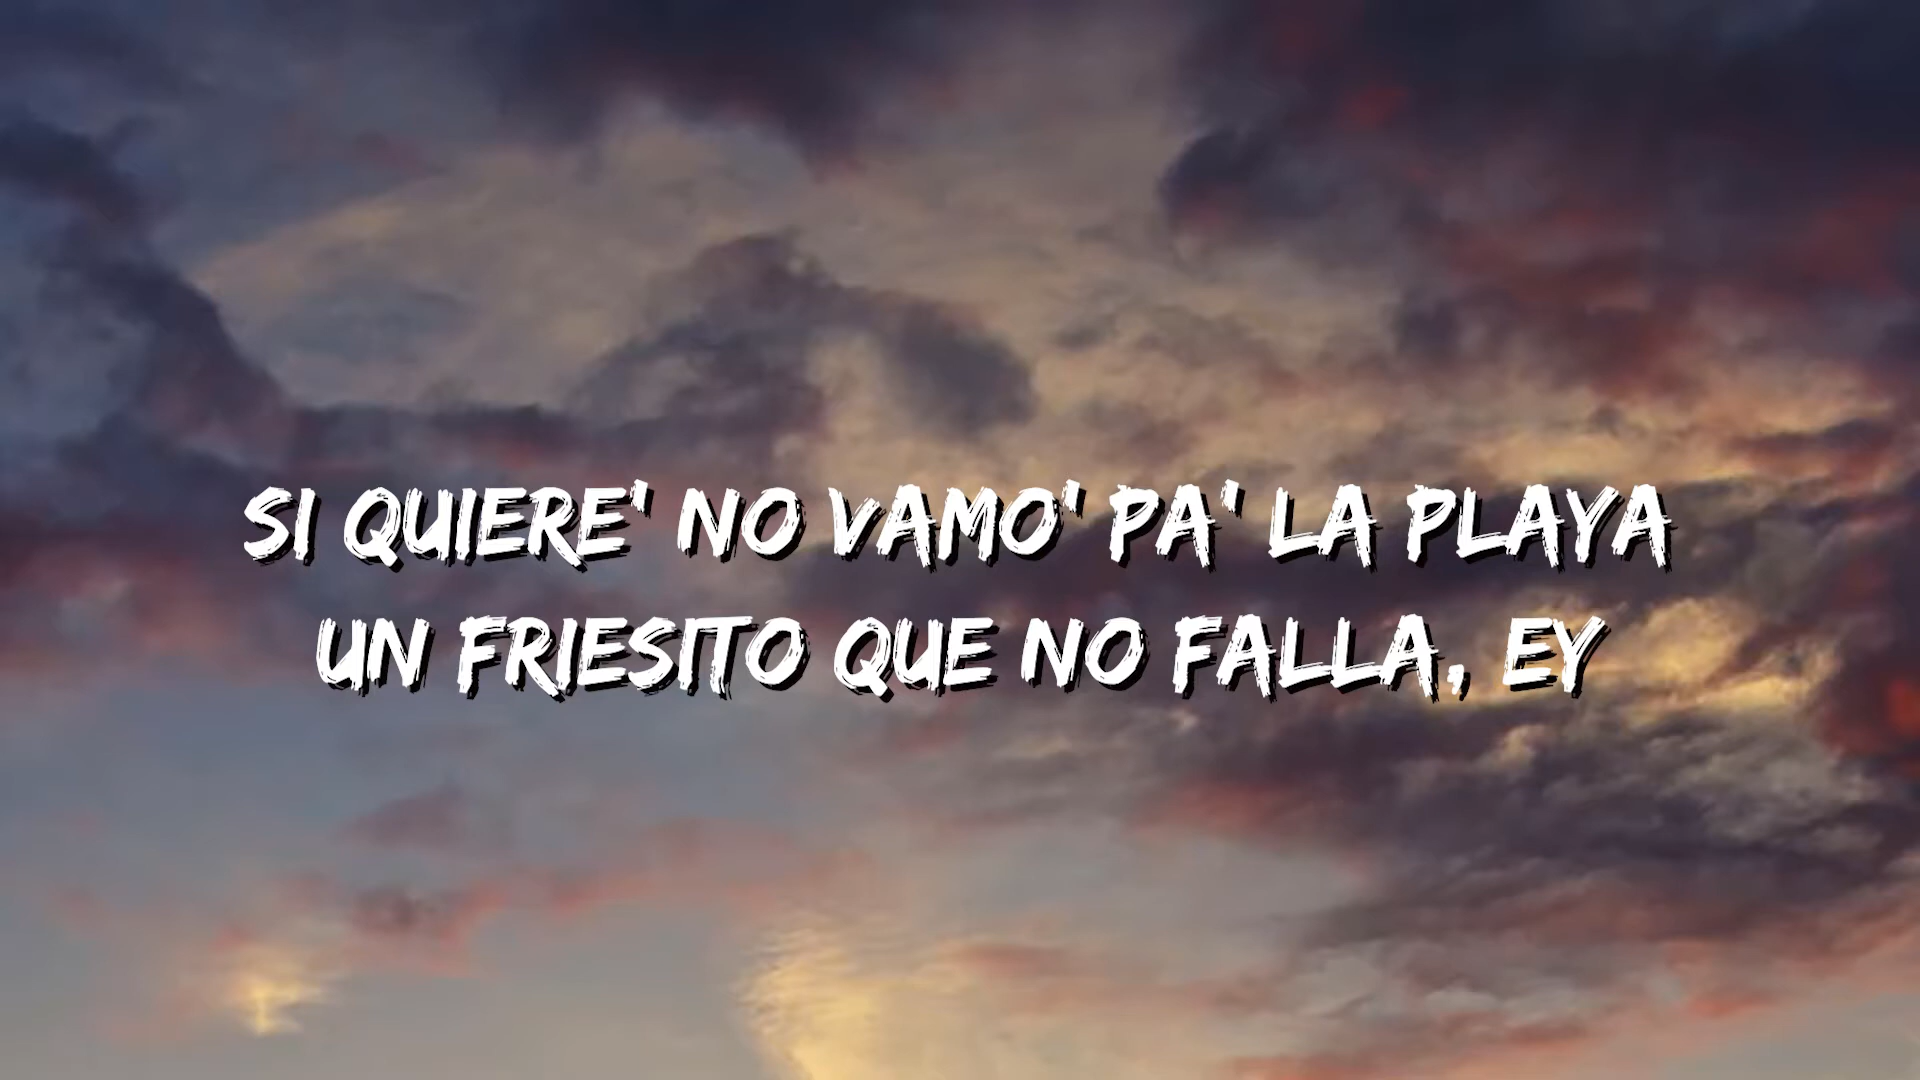 SI QUIERE' NO VAMO' PA' LA PLAYA
UN FRIESITO QUE NO FALLA, EY